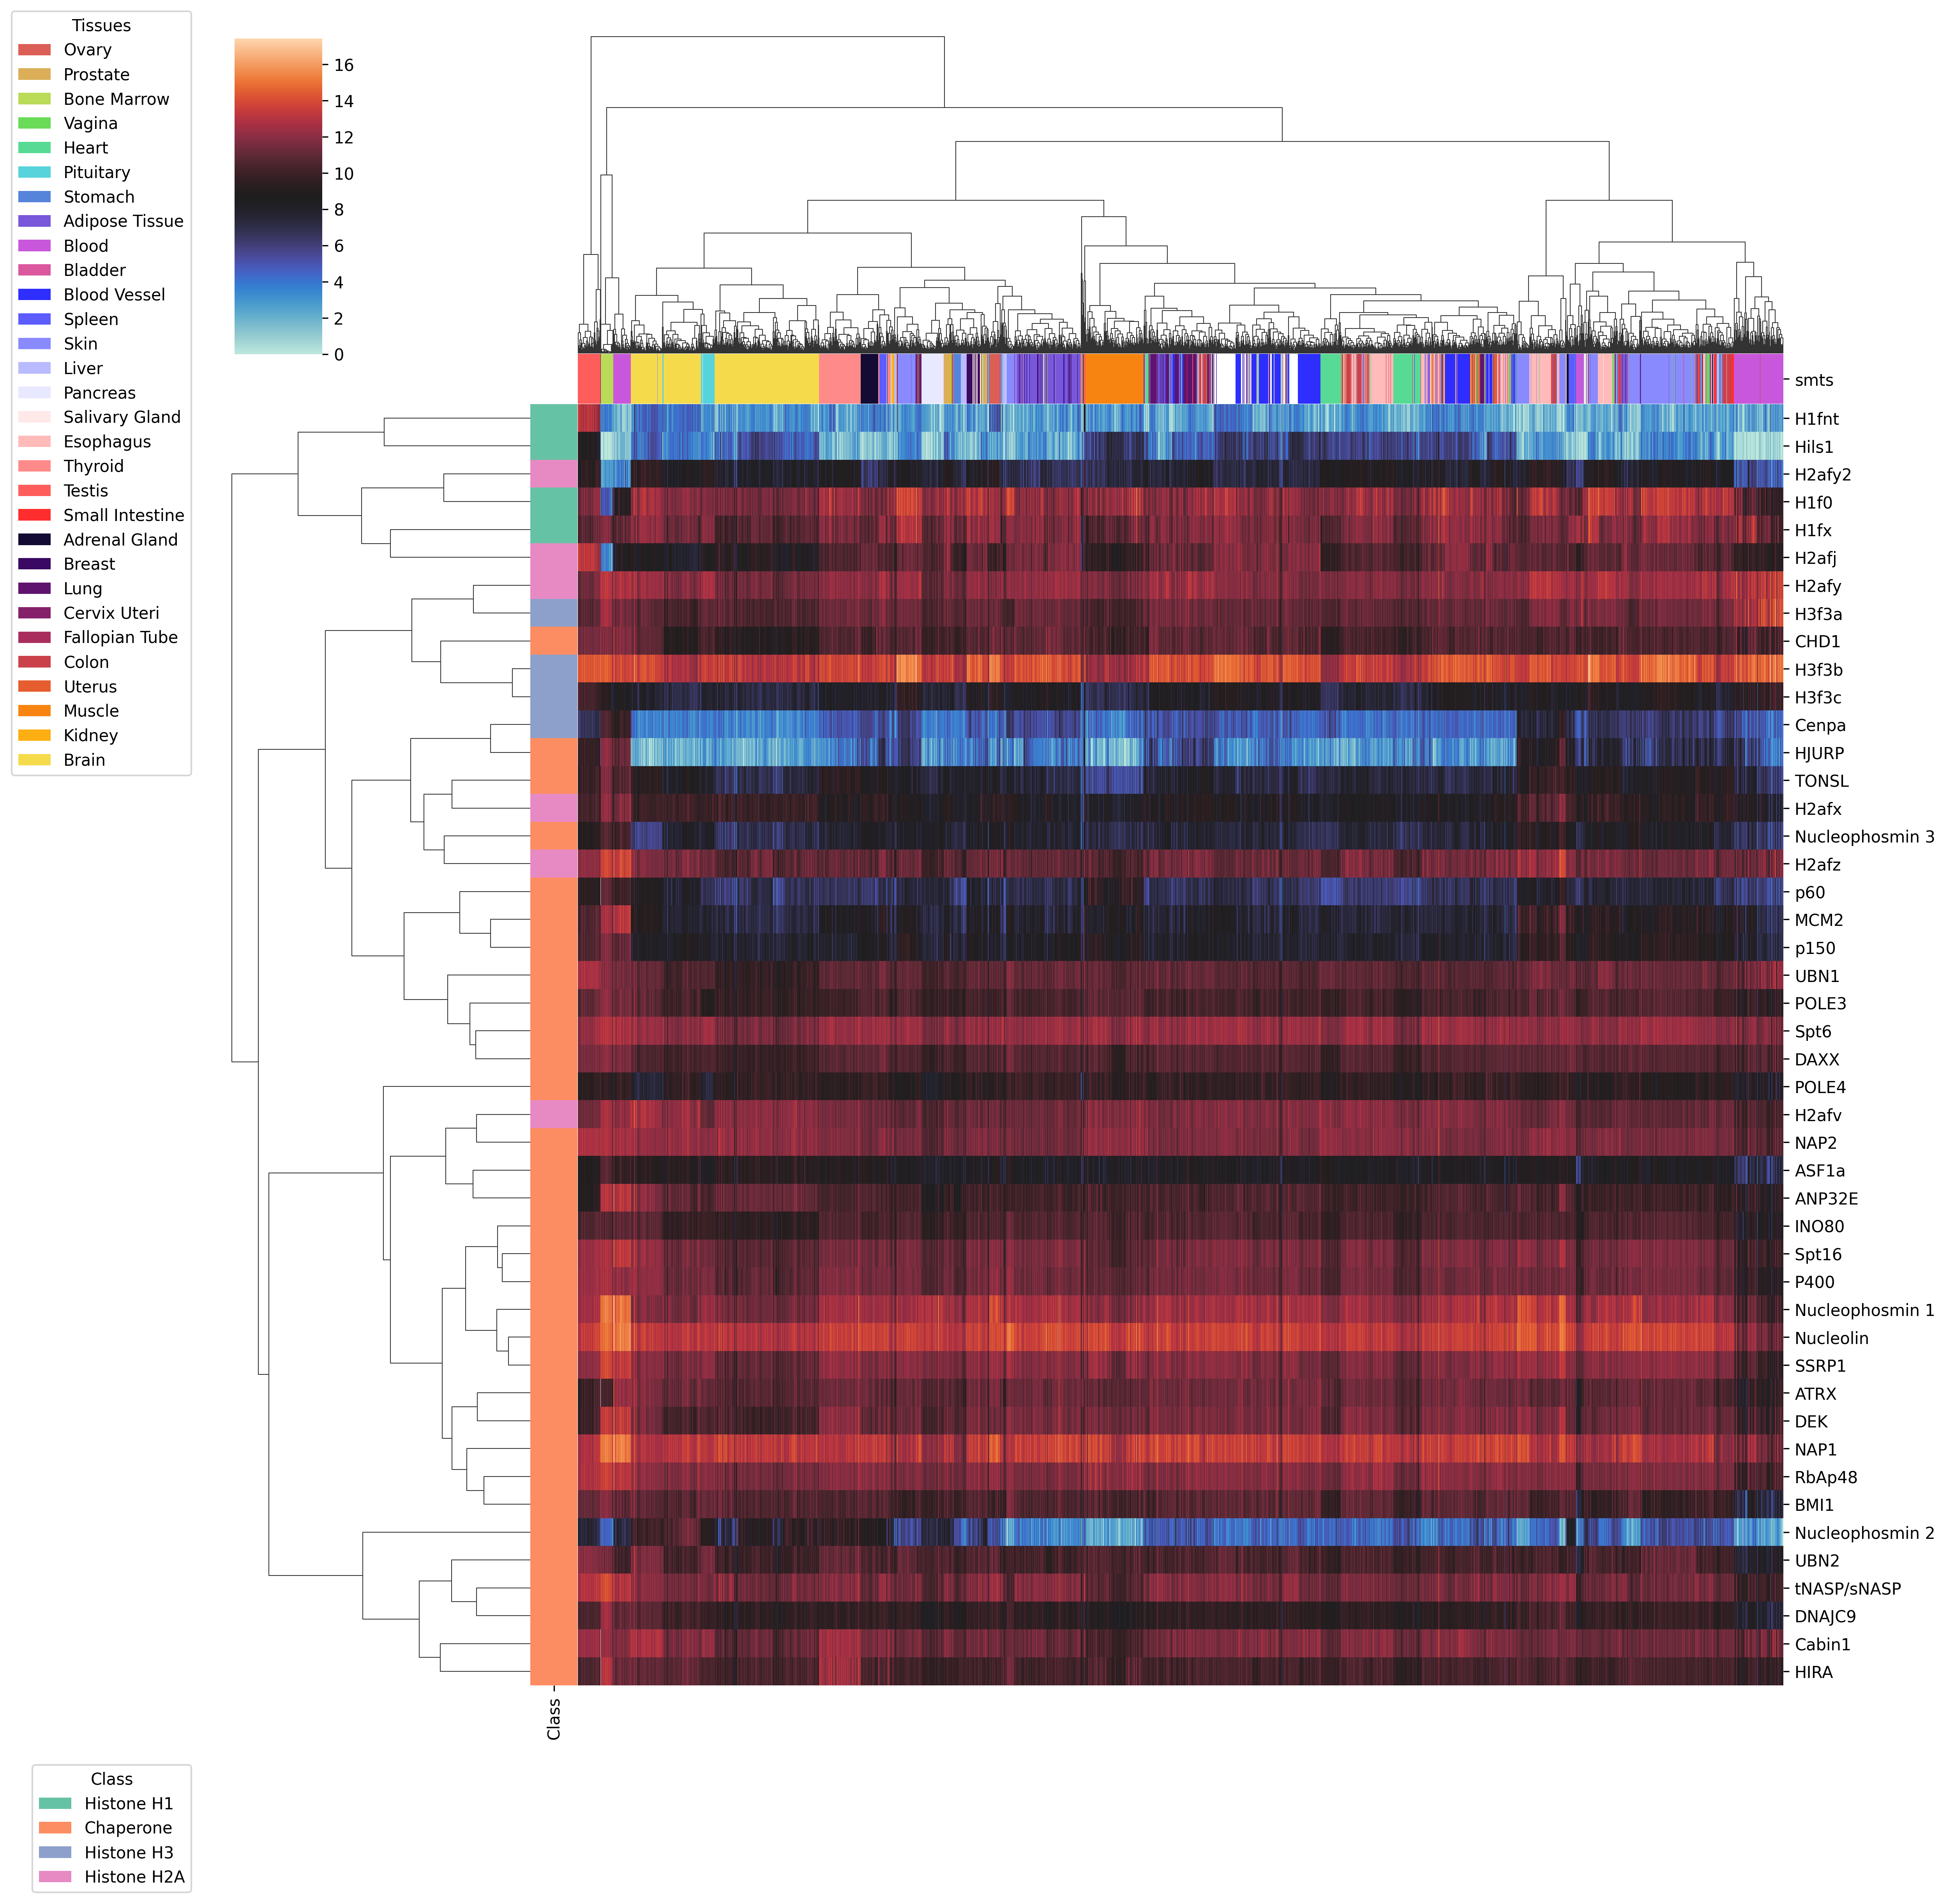 Tissues
Ovary
Prostate
Bone Marrow
Vagina
Heart
Pituitary
Stomach
Adipose Tissue
Blood
Bladder
Blood Vessel
Spleen
Skin
Liver
Pancreas
Salivary Gland
Esophagus
Thyroid
Testis
Small Intestine
Adrenal Gland
Breast
Lung
Cervix Uteri
Fallopian Tube
Colon
Uterus
Muscle
Kidney
Brain
16
14
12
10
8
6
4
2
0
smts
H1fnt
Hils1
H2afy2
H1f0
H1fx
H2afj
H2afy
H3f3a
CHD1
H3f3b
H3f3c
Cenpa
HJURP
TONSL
H2afx
Nucleophosmin 3
H2afz
p60
MCM2
p150
UBN1
POLE3
Spt6
DAXX
POLE4
H2afv
NAP2
ASF1a
ANP32E
INO80
Spt16
P400
Nucleophosmin 1
Nucleolin
SSRP1
ATRX
DEK
NAP1
RbAp48
BMI1
Nucleophosmin 2
UBN2
tNASP/sNASP
DNAJC9
Cabin1
HIRA
Class
Class
Histone H1
Chaperone
Histone H3
Histone H2A